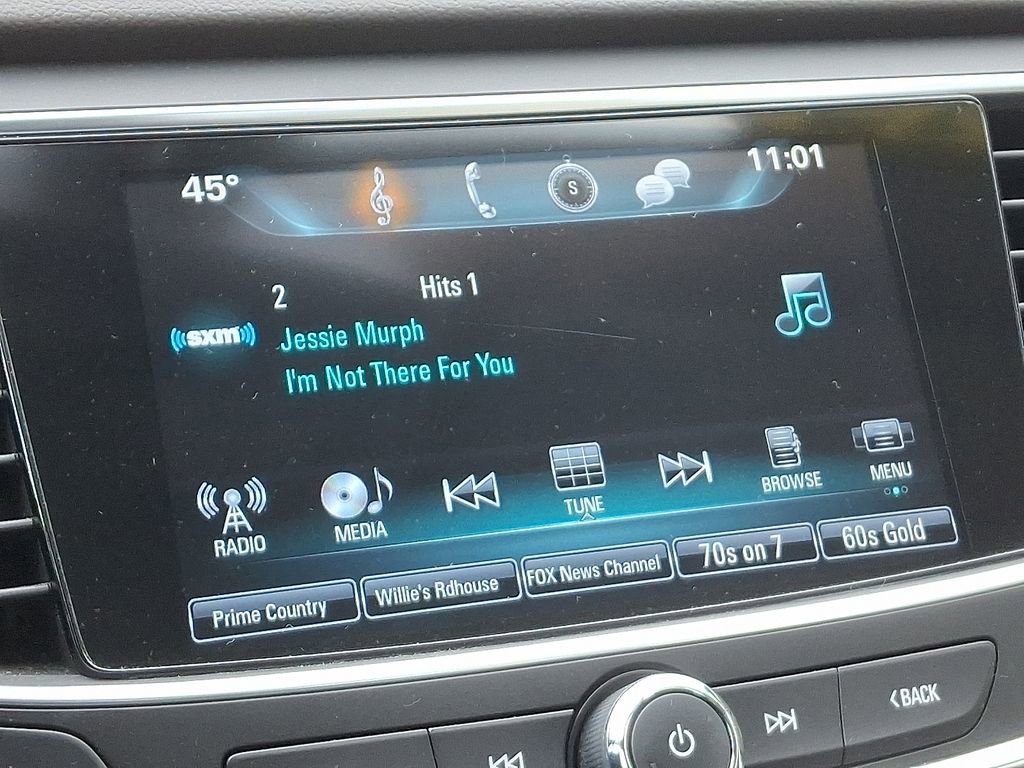 45°
S
11:01
2 Hits 1
((sxm))
Jessie Murph
I'm Not There For You
RADIO
MEDIA
TUNE
BROWSE
MENU
Prime Country
Willie's Rdhouse
FOX News Channel
70s on 7
60s Gold
BACK